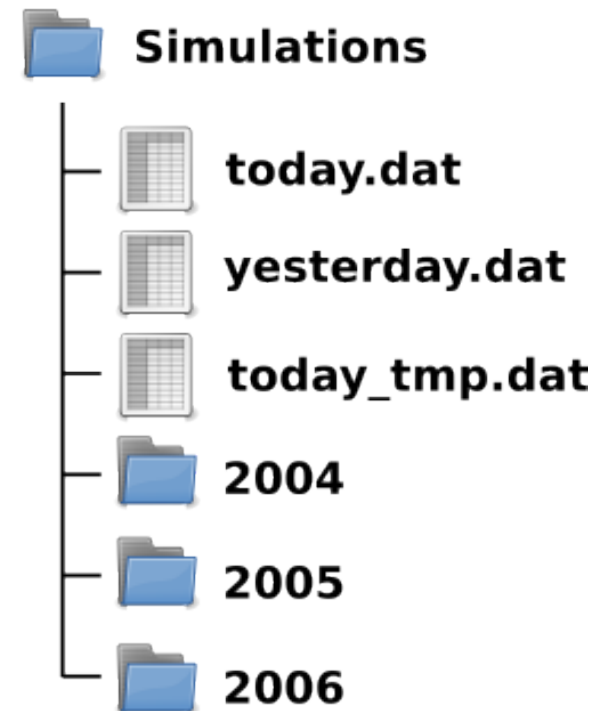 Simulations
today.dat
yesterday.dat
today_tmp.dat
2004
2005
2006